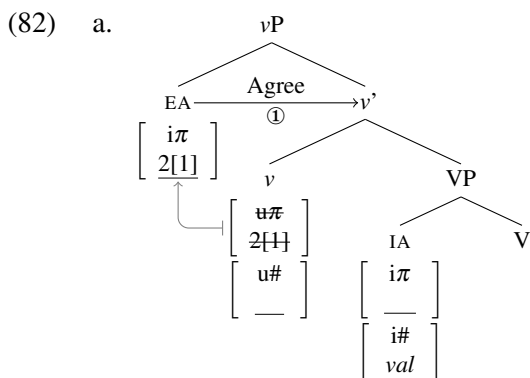 (82) a. vP
Agree
EA v’
①
iπ
2[1]
v VP
uπ
2[1]
IA V
u#
iπ
i#
val